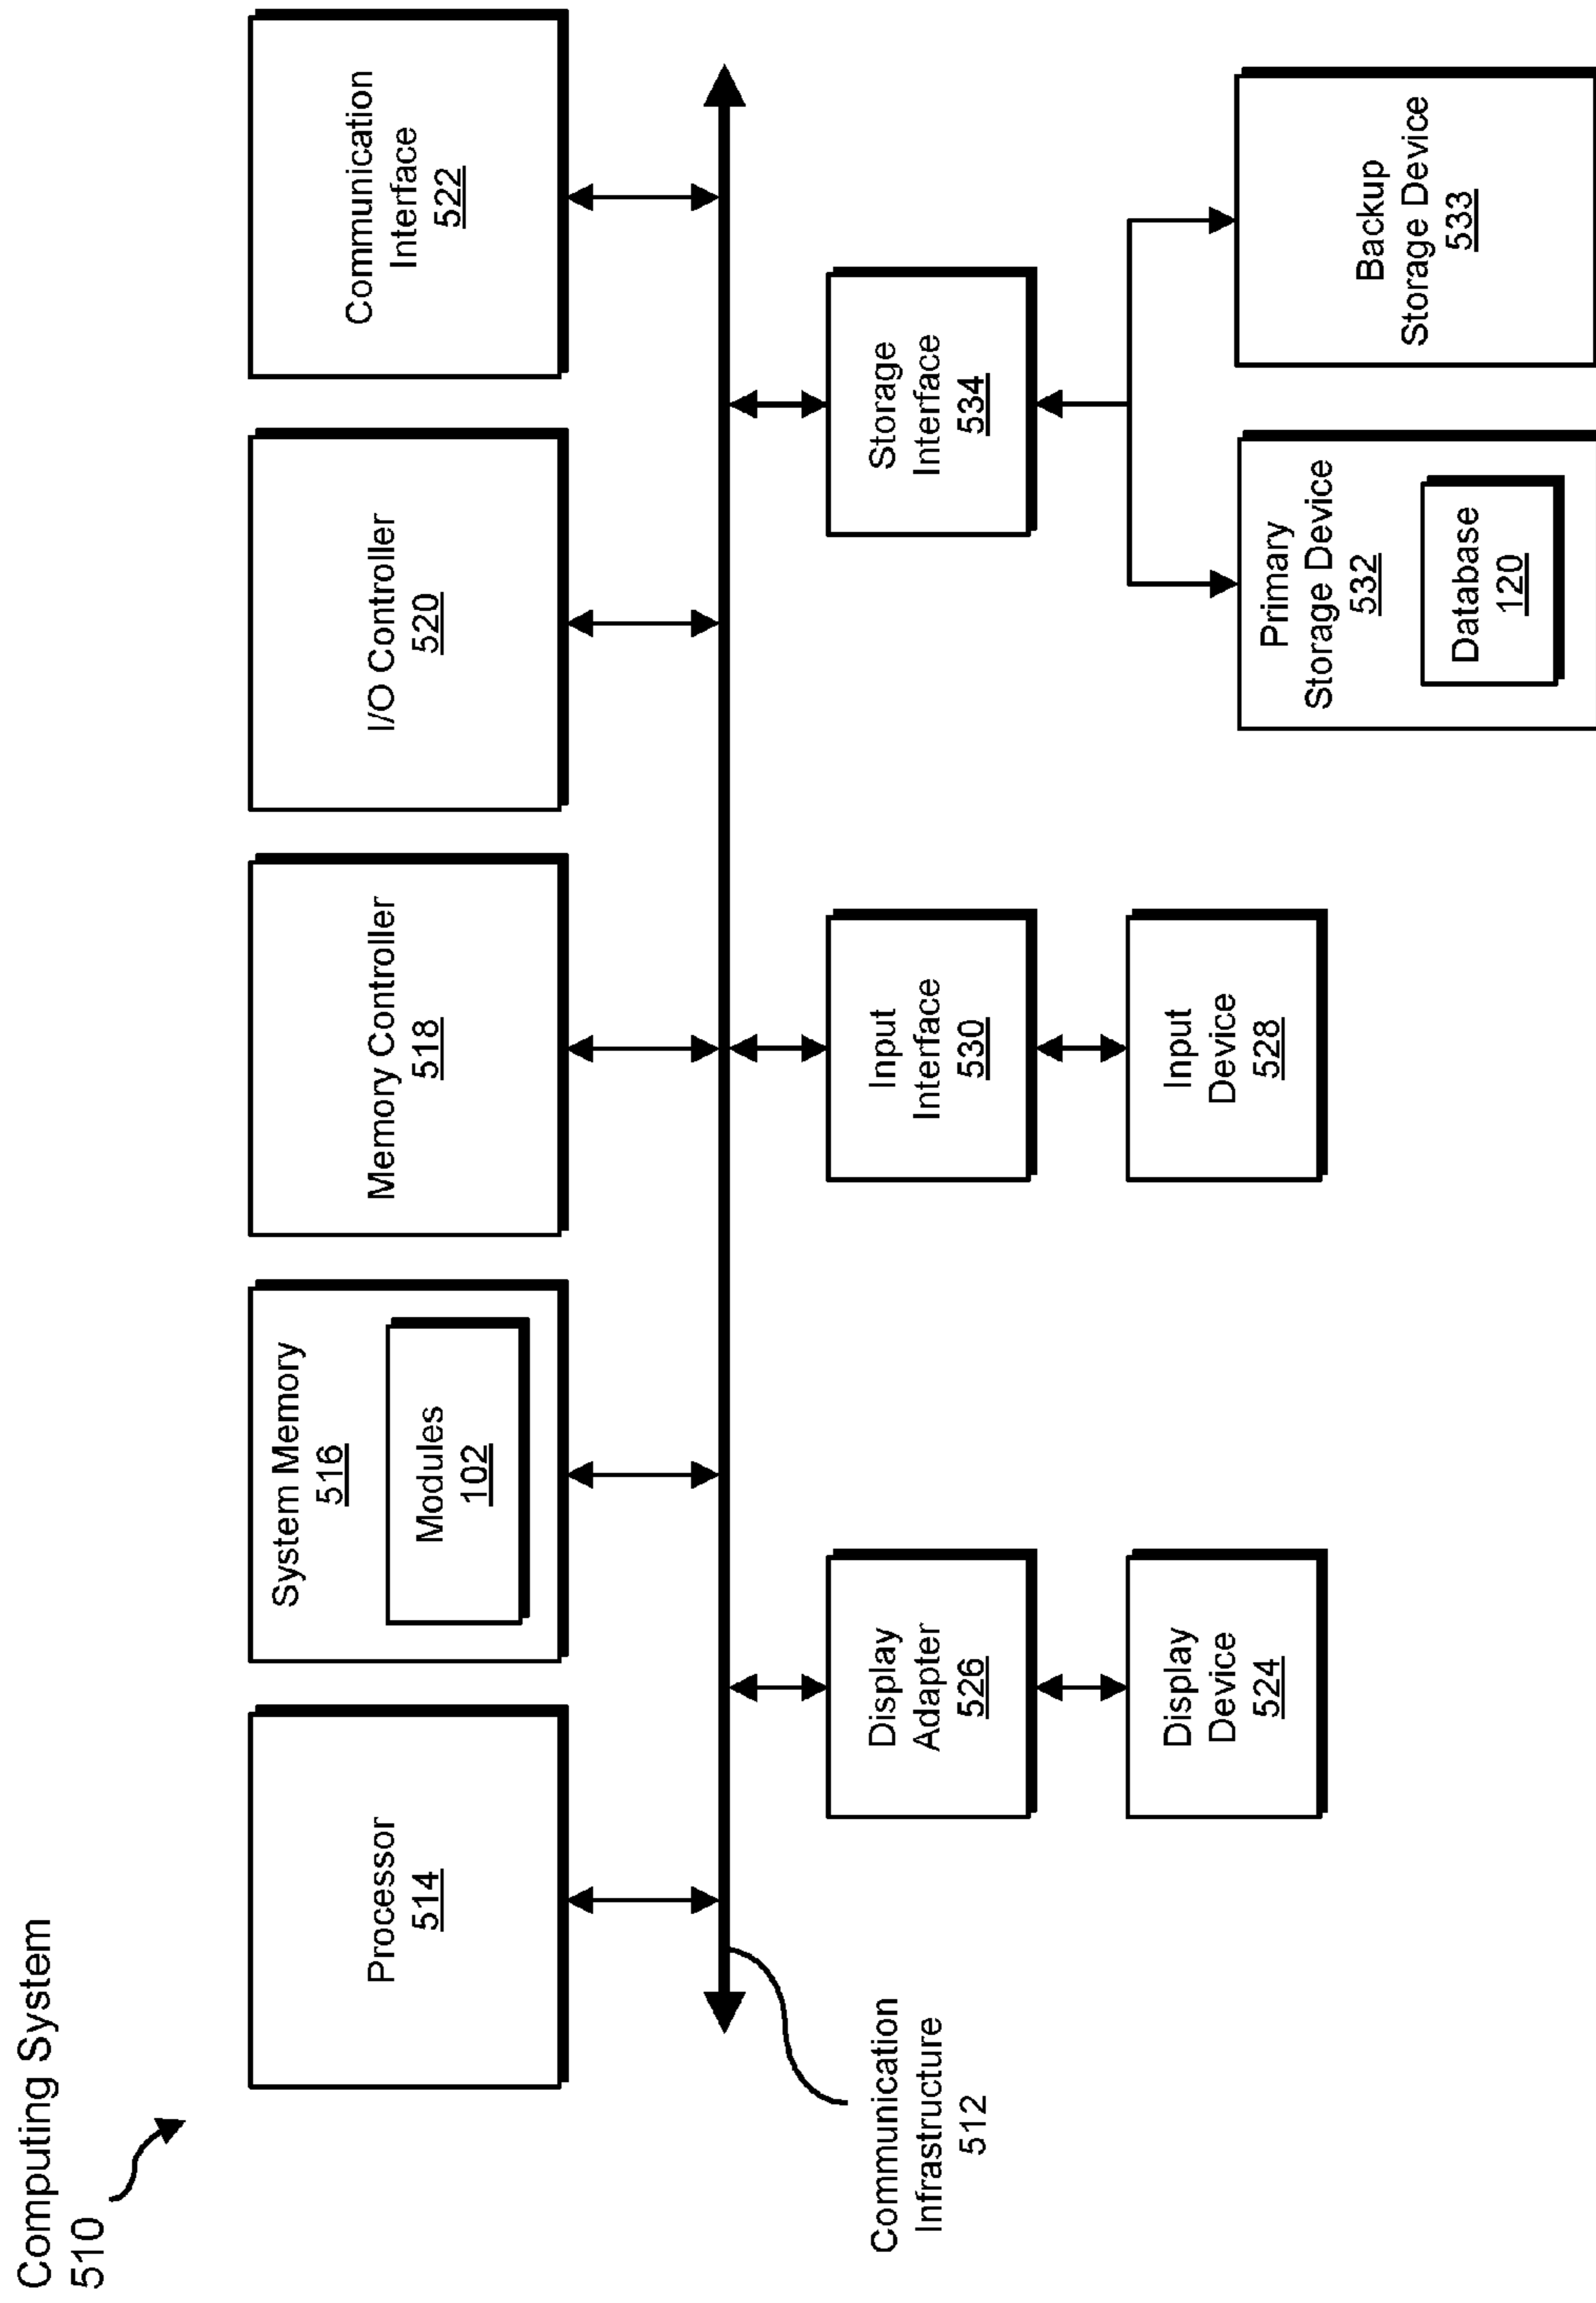 Computing System
510
Processor
514
System Memory
516
Modules
102
Memory Controller
518
I/O Controller
520
Communication
Interface
522
Communication
Infrastructure
512
Display
Adapter
526
Input
Interface
530
Storage
Interface
534
Display
Device
524
Input
Device
528
Primary
Storage Device
532
Database
120
Backup
Storage Device
533